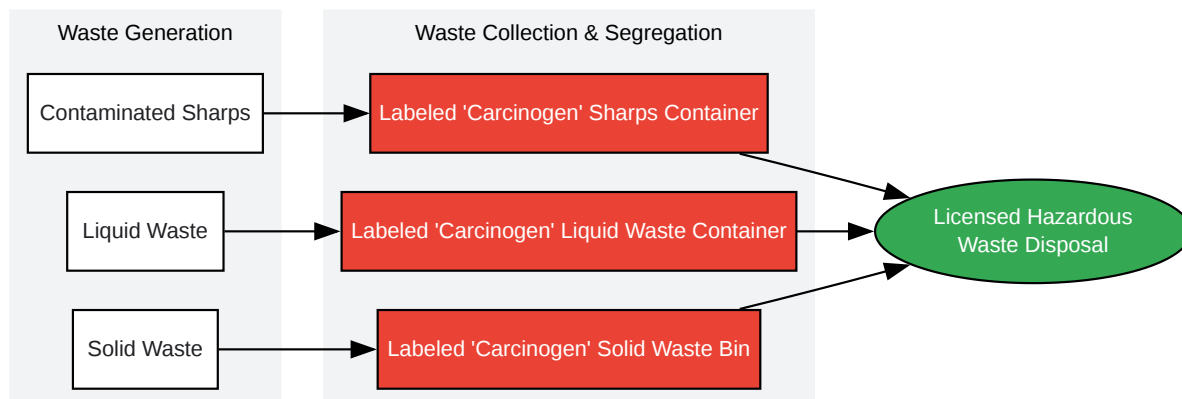 Waste Generation
Waste Collection & Segregation
Contaminated Sharps
Labeled 'Carcinogen' Sharps Container
Liquid Waste
Labeled 'Carcinogen' Liquid Waste Container
Licensed Hazardous
Waste Disposal
Solid Waste
Labeled 'Carcinogen' Solid Waste Bin